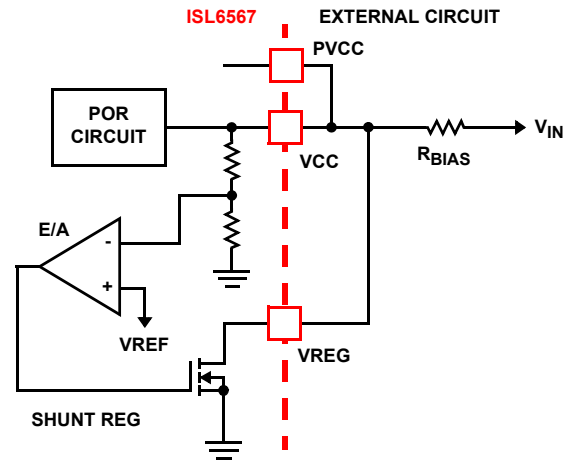 ISL6567 EXTERNAL CIRCUIT
PVCC
POR
CIRCUIT
VCC
RBIAS
VIN
E/A
-
+
VREF
VREG
SHUNT REG